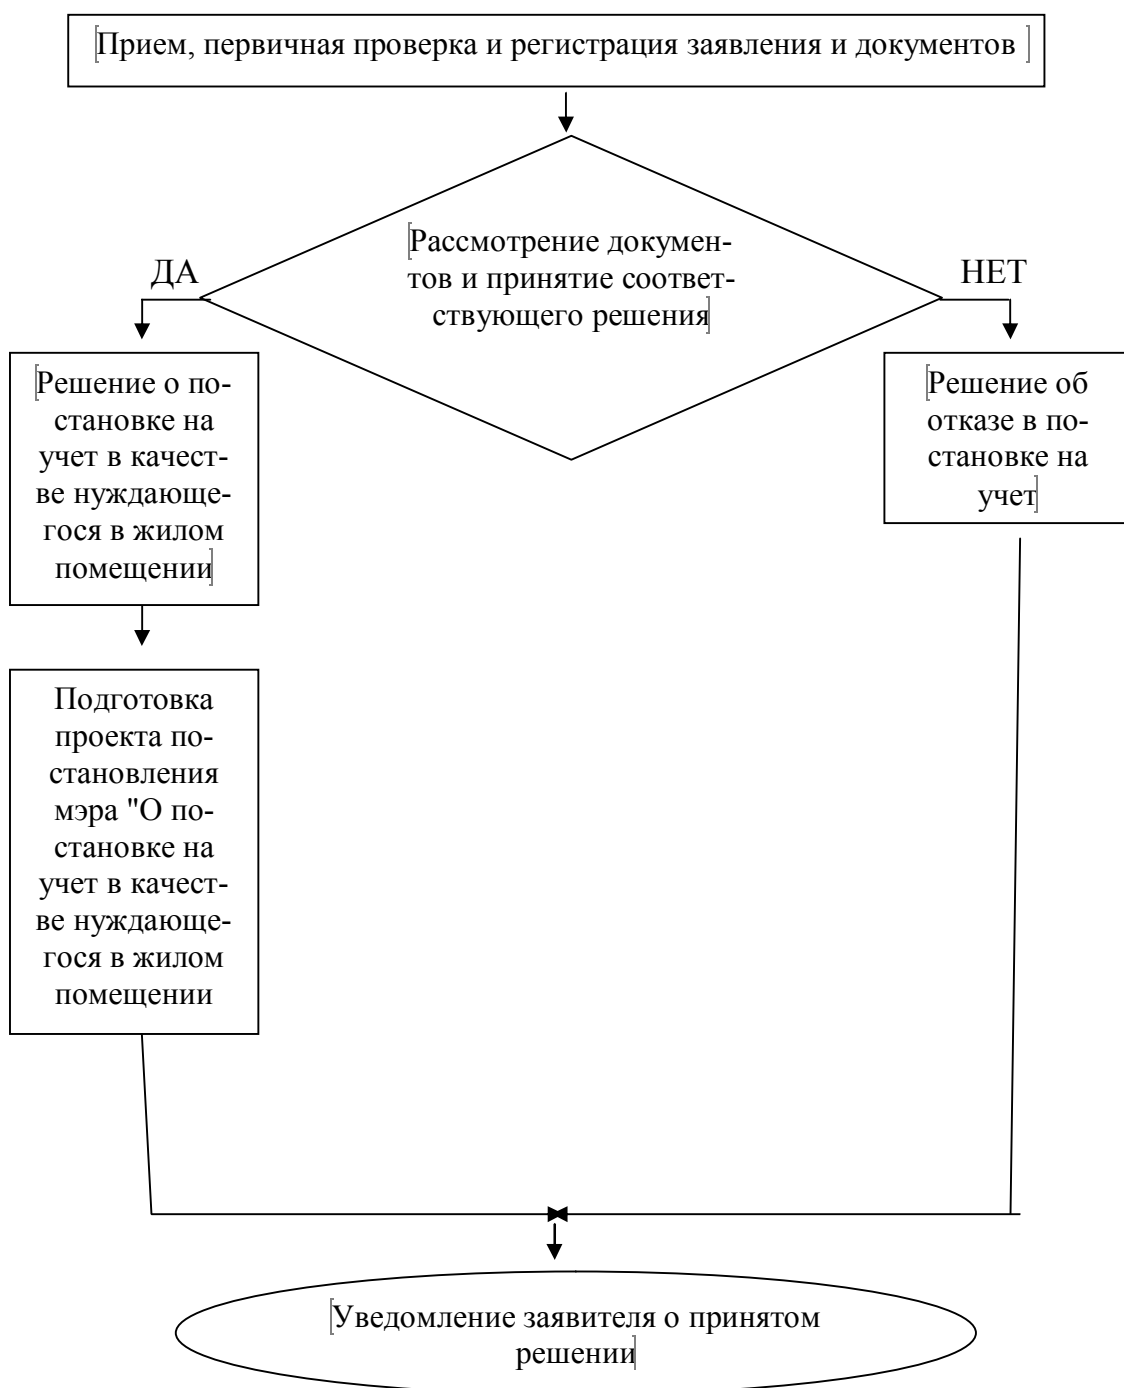 Прием, первичная проверка и регистрация заявления и документов
Рассмотрение докумен-
тов и принятие соответ-
ствующего решения
ДА
НЕТ
Решение о по-
становке на
учет в качест-
ве нуждающе-
гося в жилом
помещении
Решение об
отказе в по-
становке на
учет
Подготовка
проекта по-
становления
мэра "О по-
становке на
учет в качест-
ве нуждающе-
гося в жилом
помещении
Уведомление заявителя о принятом
решении